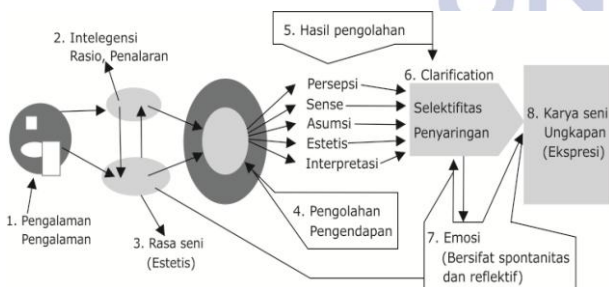 5. Hasil pengolahan
2. Intelegensi
Rasio, Penalaran
Persepsi
Sense
Asumsi
Estetis
Interpretasi
6. Clarification
Selektifitas
Penyaringan
8. Karya seni
Ungkapan
(Ekspresi)
1. Pengalaman
Pengalaman
3. Rasa seni
(Estetis)
4. Pengolahan
Pengendapan
7. Emosi
(Bersifat spontanitas
dan reflektif)